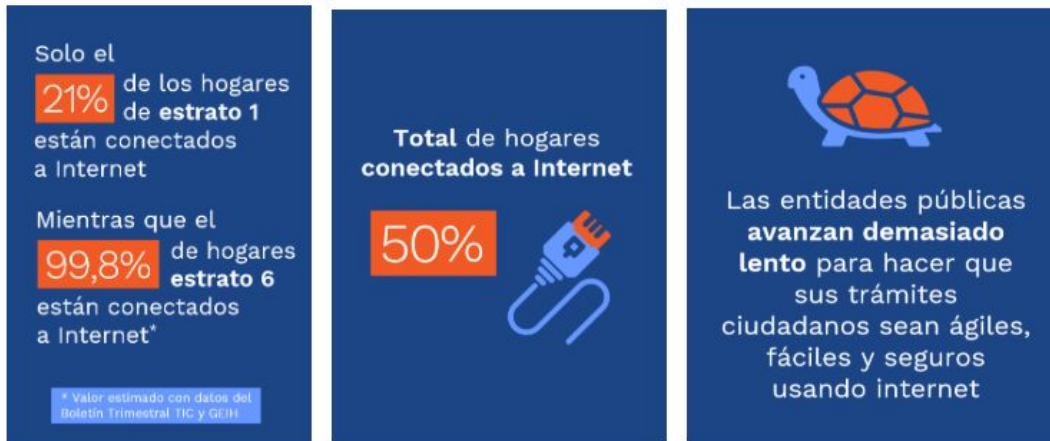 Solo el
21% de los hogares
de estrato 1
están conectados
a Internet
Mientras que el
99,8% de hogares
estrato 6
están conectados
a Internet*
* Valor estimado con datos del
Boletín Trimestral TIC y GEIH
Total de hogares
conectados a Internet
50%
Las entidades públicas
avanzan demasiado
lento para hacer que
sus trámites
ciudadanos sean ágiles,
fáciles y seguros
usando internet